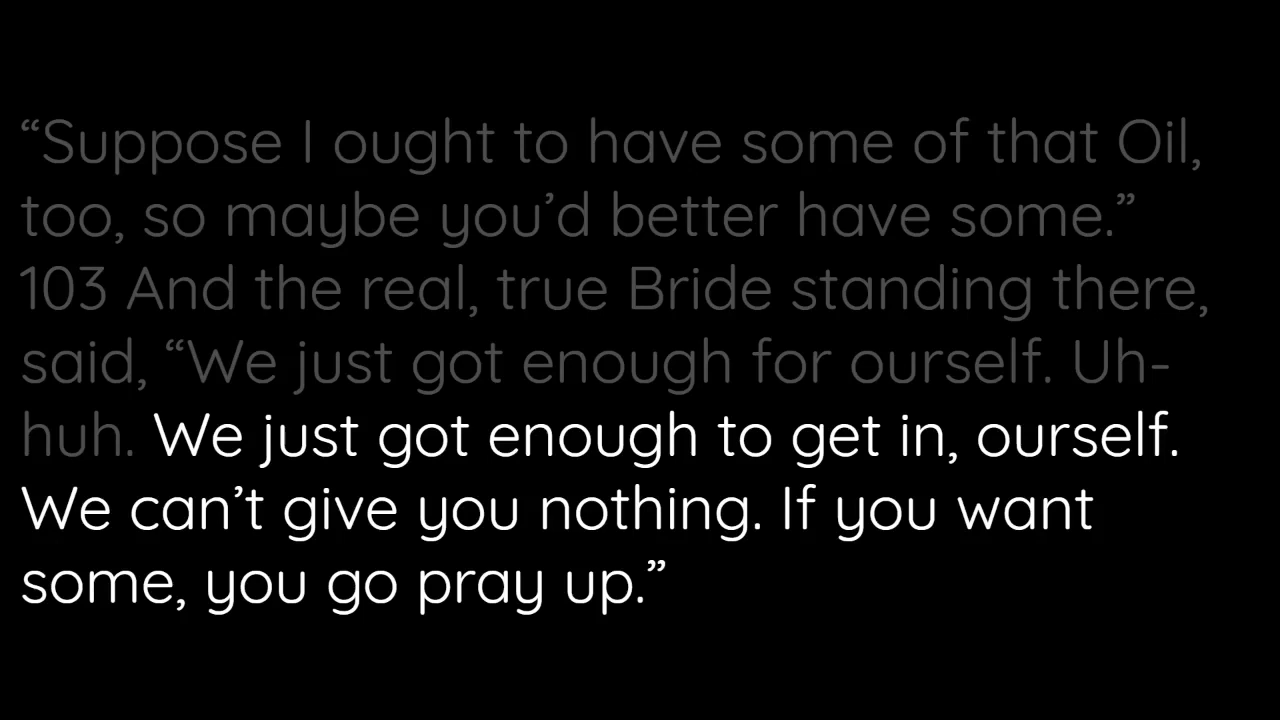 “Suppose I ought to have some of that Oil,
too, so maybe you’d better have some.”
103 And the real, true Bride standing there,
said, “We just got enough for ourself. Uh-
huh. We just got enough to get in, ourself.
We can’t give you nothing. If you want
some, you go pray up.”